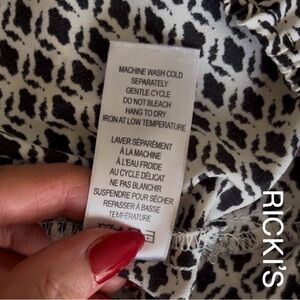 MACHINE WASH COLD
SEPARATELY
GENTLE CYCLE
DO NOT BLEACH
HANG TO DRY
IRON AT LOW TEMPERATURE
LAVER SÉPARÉMENT
À LA MACHINE
À L'EAU FROIDE
AU CYCLE DÉLICAT
NE PAS BLANCHIR
SUSPENDRE POUR SÉCHER
REPASSER À BASSE
TEMPÉRATURE
RICKI'S